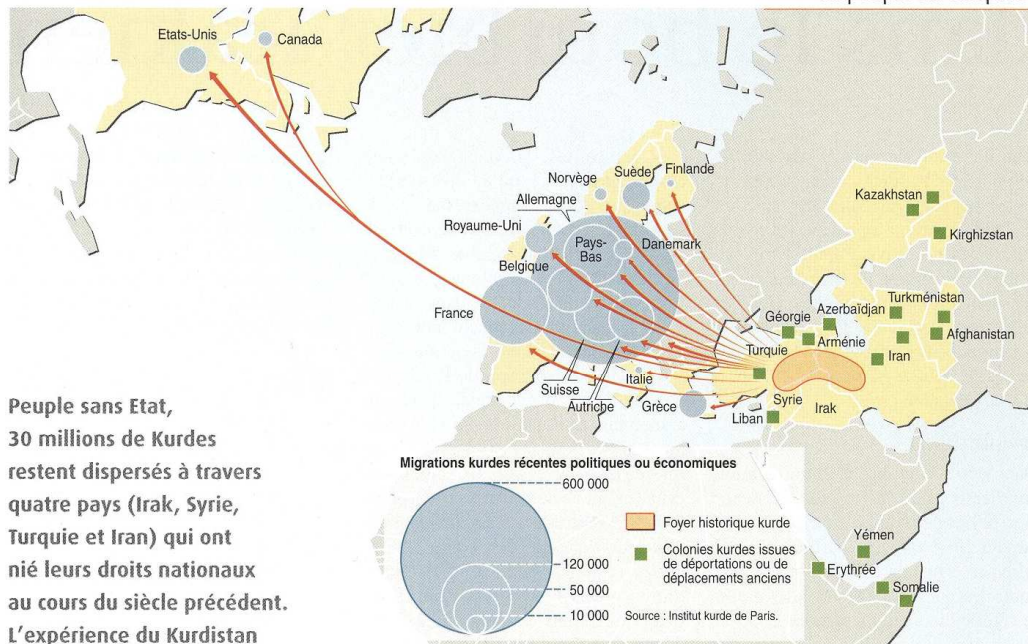 Etats-Unis
Canada
Norvège
Suède
Finlande
Allemagne
Royaume-Uni
Pays-
Bas
Danemark
Belgique
France
Suisse
Autriche
Italie
Grèce
Kazakhstan
Kirghizstan
Turkménistan
Azerbaïdjan
Géorgie
Arménie
Afghanistan
Turquie
Iran
Syrie
Irak
Liban
Yémen
Erythrée
Somalie
Peuple sans Etat,
30 millions de Kurdes
restent dispersés à travers
quatre pays (Irak, Syrie,
Turquie et Iran) qui ont
nié leurs droits nationaux
au cours du siècle précédent.
L'expérience du Kurdistan
Migrations kurdes récentes politiques ou économiques
600 000
120 000
50 000
10 000
Foyer historique kurde
Colonies kurdes issues
de déportations ou de
déplacements anciens
Source : Institut kurde de Paris.